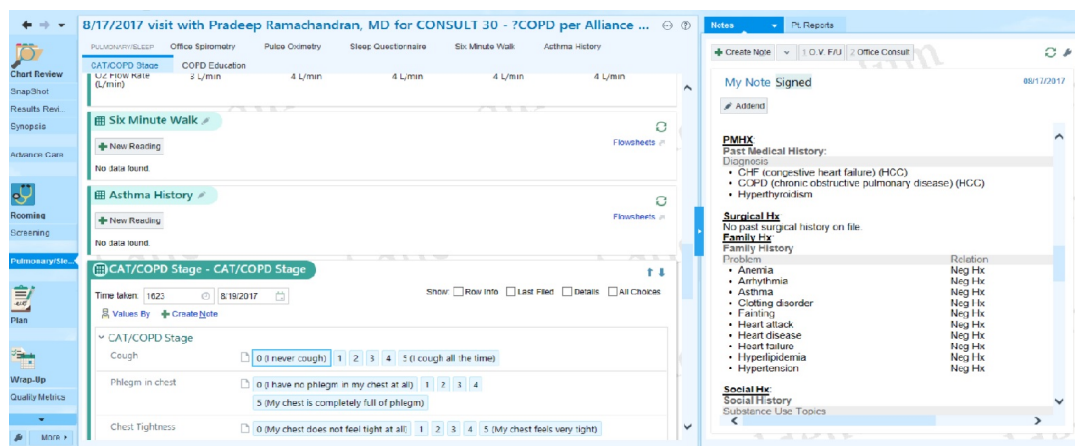 8/17/2017 visit with Pradeep Ramachandran, MD for CONSULT 30 - ?COPD per Alliance ...
PULMONARY/SLEEP Office Spirometry Pulse Oximetry Sleep Questionnaire Six Minute Walk Asthma History
CAT/COPD Stage COPD Education
O2 Flow Rate (L/min) 3 L/min 4 L/min 4 L/min 4 L/min 4 L/min
Chart Review
SnapShot
Results Revi...
Synopsis
Advance Care
Rooming
Screening
Pulmonary/Sle...
Plan
Wrap-Up
Quality Metrics
More
Six Minute Walk
New Reading
Flowsheets
No data found.
Asthma History
New Reading
Flowsheets
No data found.
CAT/COPD Stage - CAT/COPD Stage
Time taken: 1623 8/19/2017
Show: Row Info Last Filed Details All Choices
Values By Create Note
CAT/COPD Stage
Cough 0 (I never cough) 1 2 3 4 5 (I cough all the time)
Phlegm in chest 0 (I have no phlegm in my chest at all) 1 2 3 4
5 (My chest is completely full of phlegm)
Chest Tightness 0 (My chest does not feel tight at all) 1 2 3 4 5 (My chest feels very tight)
Notes Pt. Reports
Create Note 1 O.V. F/U 2 Office Consult
My Note Signed 08/17/2017
Addend
PMHX:
Past Medical History:
Diagnosis
• CHF (congestive heart failure) (HCC)
• COPD (chronic obstructive pulmonary disease) (HCC)
• Hyperthyroidism
Surgical Hx:
No past surgical history on file.
Family Hx:
Family History
Problem Relation
• Anemia Neg Hx
• Arrhythmia Neg Hx
• Asthma Neg Hx
• Clotting disorder Neg Hx
• Fainting Neg Hx
• Heart attack Neg Hx
• Heart disease Neg Hx
• Heart failure Neg Hx
• Hyperlipidemia Neg Hx
• Hypertension Neg Hx
Social Hx:
Social History
Substance Use Topics